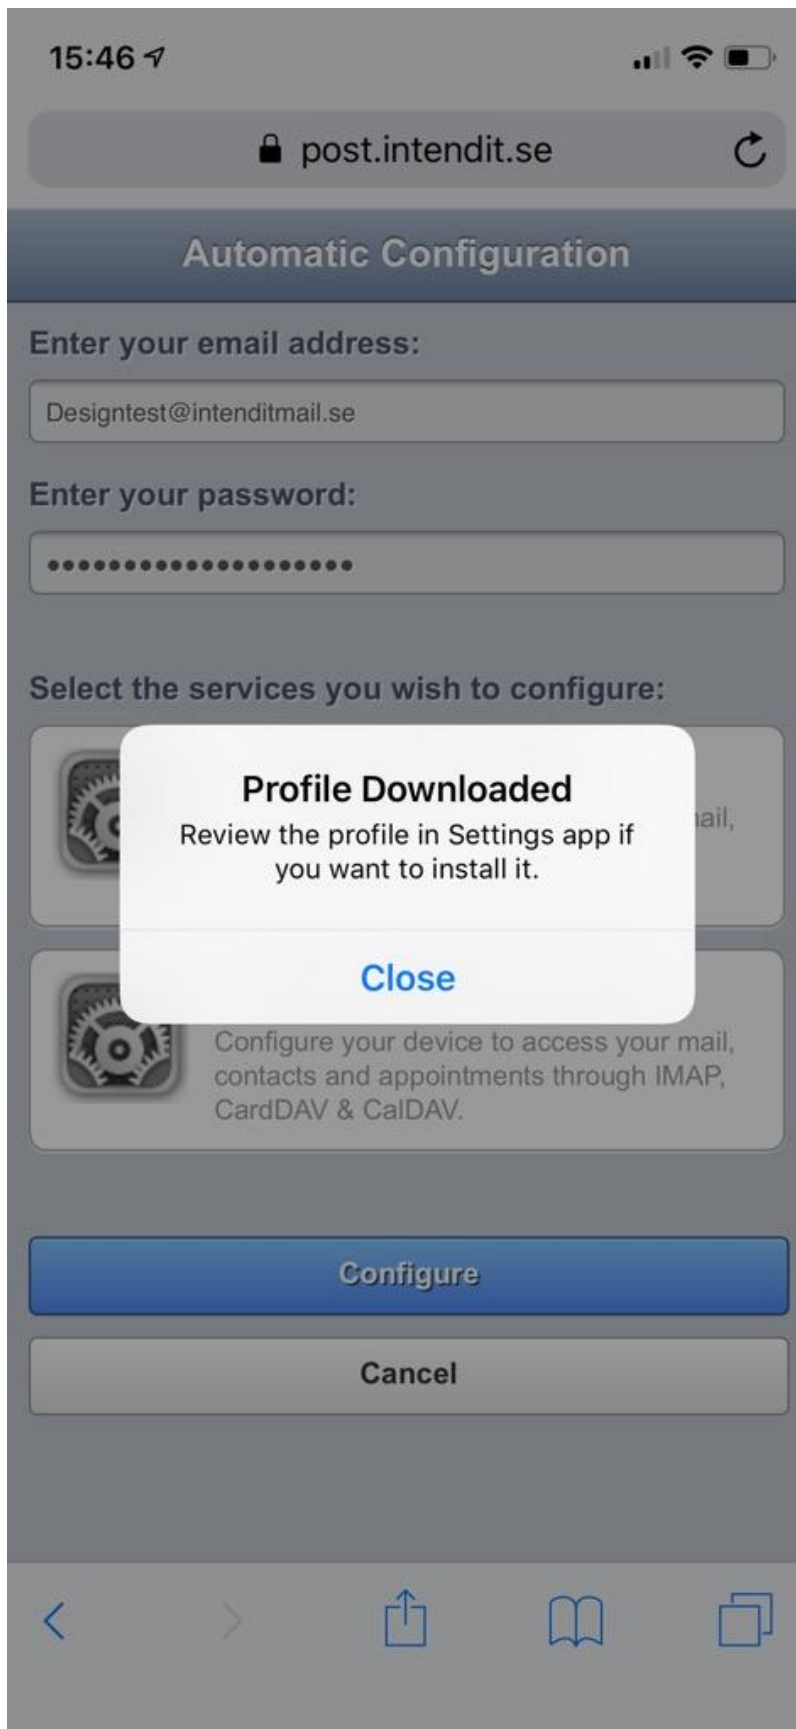 15:46
post.intendit.se
Automatic Configuration
Enter your email address:
Designtest@intenditmail.se
Enter your password:
Select the services you wish to configure:
Profile Downloaded
Review the profile in Settings app if
you want to install it.
Close
Configure your device to access your mail,
contacts and appointments through IMAP,
CardDAV & CalDAV.
Configure
Cancel